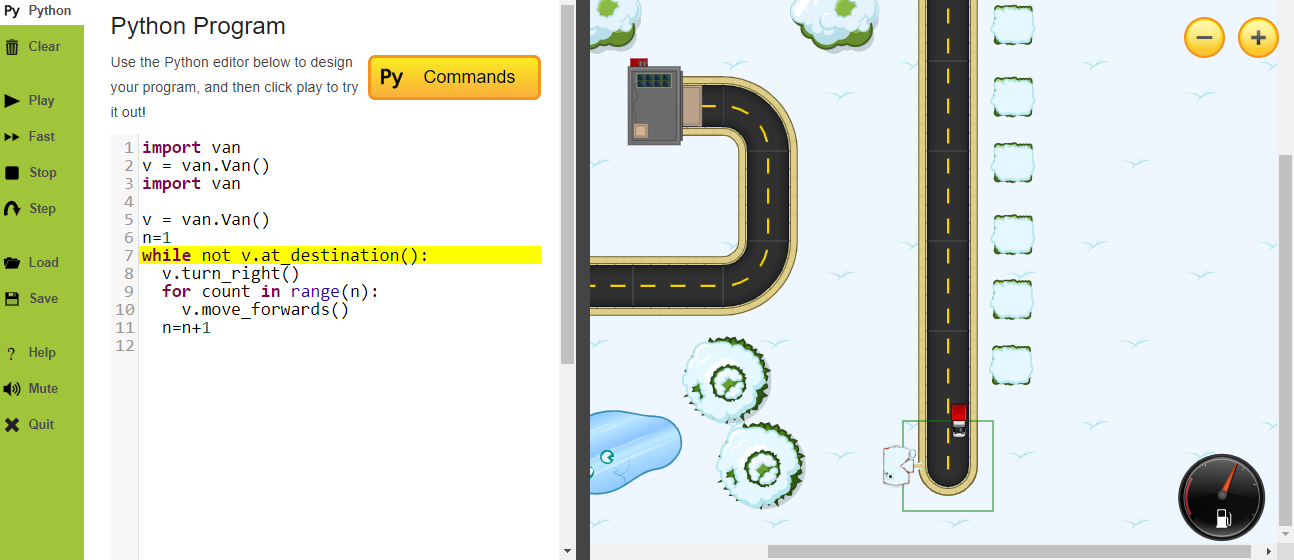 Py Python
Clear
Play
Fast
Stop
Step
Load
Save
? Help
Mute
Quit
Python Program
Use the Python editor below to design
your program, and then click play to try
it out!
Py Commands
1 import van
2 v = van.Van()
3 import van
4
5 v = van.Van()
6 n=1
7 while not v.at_destination():
8 v.turn_right()
9 for count in range(n):
10 v.move_forwards()
11 n=n+1
12